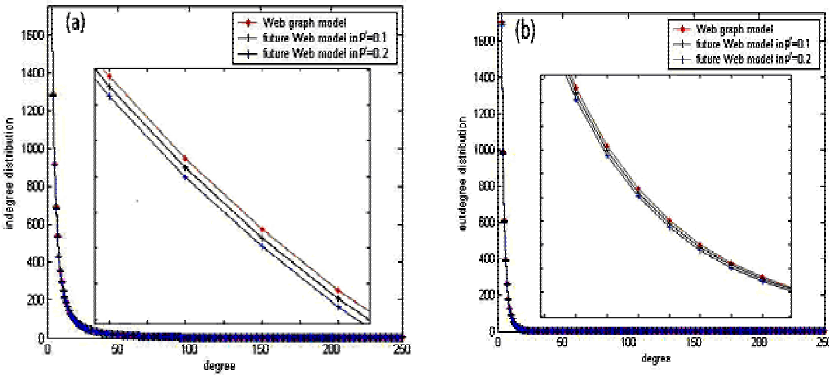 (a)
Web graph model
future Web model in p'=0.1
future Web model in p'=0.2
1600
1400
1200
1000
800
600
400
200
0
indegree distribution
0 50 100 150 200 250
degree
(b)
Web graph model
future Web model in p'=0.1
future Web model in p'=0.2
1600
1400
1200
1000
800
600
400
200
0
outdegree distribution
0 50 100 150 200 250
degree